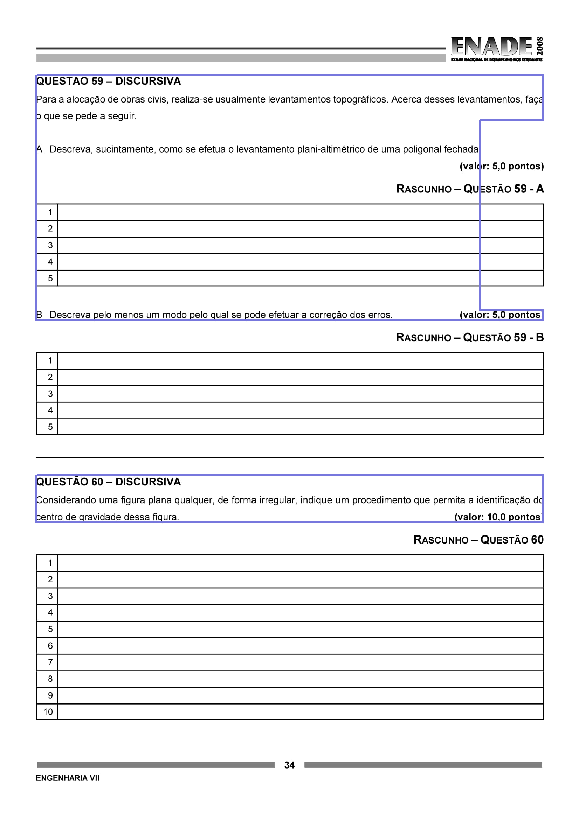 ENADE 2008
EXAME NACIONAL DE DESEMPENHO DOS ESTUDANTES
QUESTÃO 59 – DISCURSIVA
Para a alocação de obras civis, realiza-se usualmente levantamentos topográficos. Acerca desses levantamentos, faça
o que se pede a seguir.
A Descreva, sucintamente, como se efetua o levantamento plani-altimétrico de uma poligonal fechada.
(valor: 5,0 pontos)
RASCUNHO – QUESTÃO 59 - A
1
2
3
4
5
B Descreva pelo menos um modo pelo qual se pode efetuar a correção dos erros. (valor: 5,0 pontos)
RASCUNHO – QUESTÃO 59 - B
1
2
3
4
5
QUESTÃO 60 – DISCURSIVA
Considerando uma figura plana qualquer, de forma irregular, indique um procedimento que permita a identificação do
centro de gravidade dessa figura. (valor: 10,0 pontos)
RASCUNHO – QUESTÃO 60
1
2
3
4
5
6
7
8
9
10
34
ENGENHARIA VII